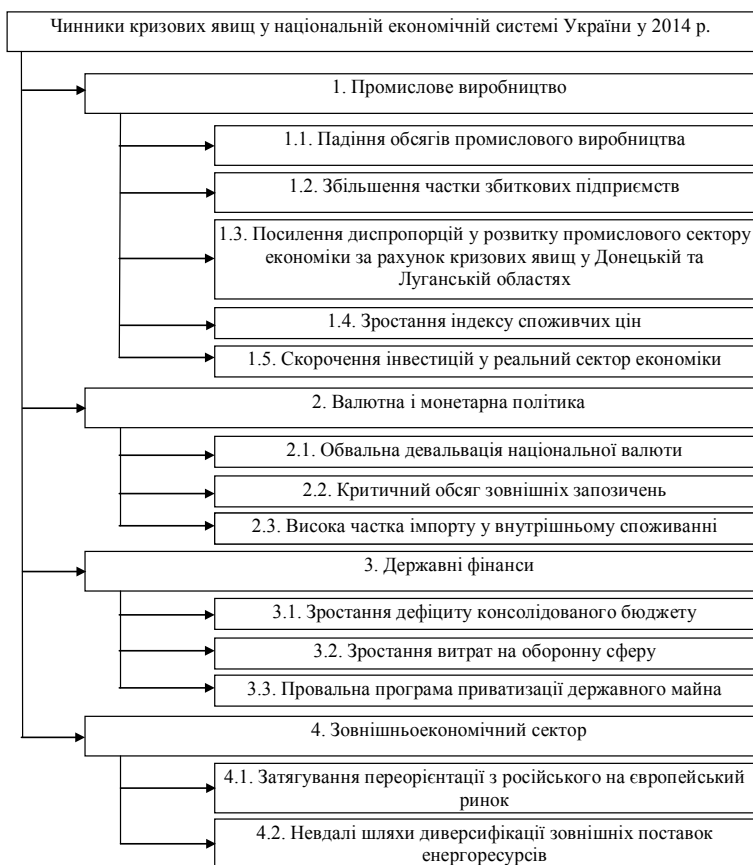 Чинники кризових явищ у національній економічній системі України у 2014 р.
1. Промислове виробництво
1.1. Падіння обсягів промислового виробництва
1.2. Збільшення частки збиткових підприємств
1.3. Посилення диспропорцій у розвитку промислового сектору
економіки за рахунок кризових явищ у Донецькій та
Луганській областях
1.4. Зростання індексу споживчих цін
1.5. Скорочення інвестицій у реальний сектор економіки
2. Валютна і монетарна політика
2.1. Обвальна девальвація національної валюти
2.2. Критичний обсяг зовнішніх запозичень
2.3. Висока частка імпорту у внутрішньому споживанні
3. Державні фінанси
3.1. Зростання дефіциту консолідованого бюджету
3.2. Зростання витрат на оборонну сферу
3.3. Провальна програма приватизації державного майна
4. Зовнішньоекономічний сектор
4.1. Затягування переорієнтації з російського на європейський
ринок
4.2. Невдалі шляхи диверсифікації зовнішніх поставок
енергоресурсів